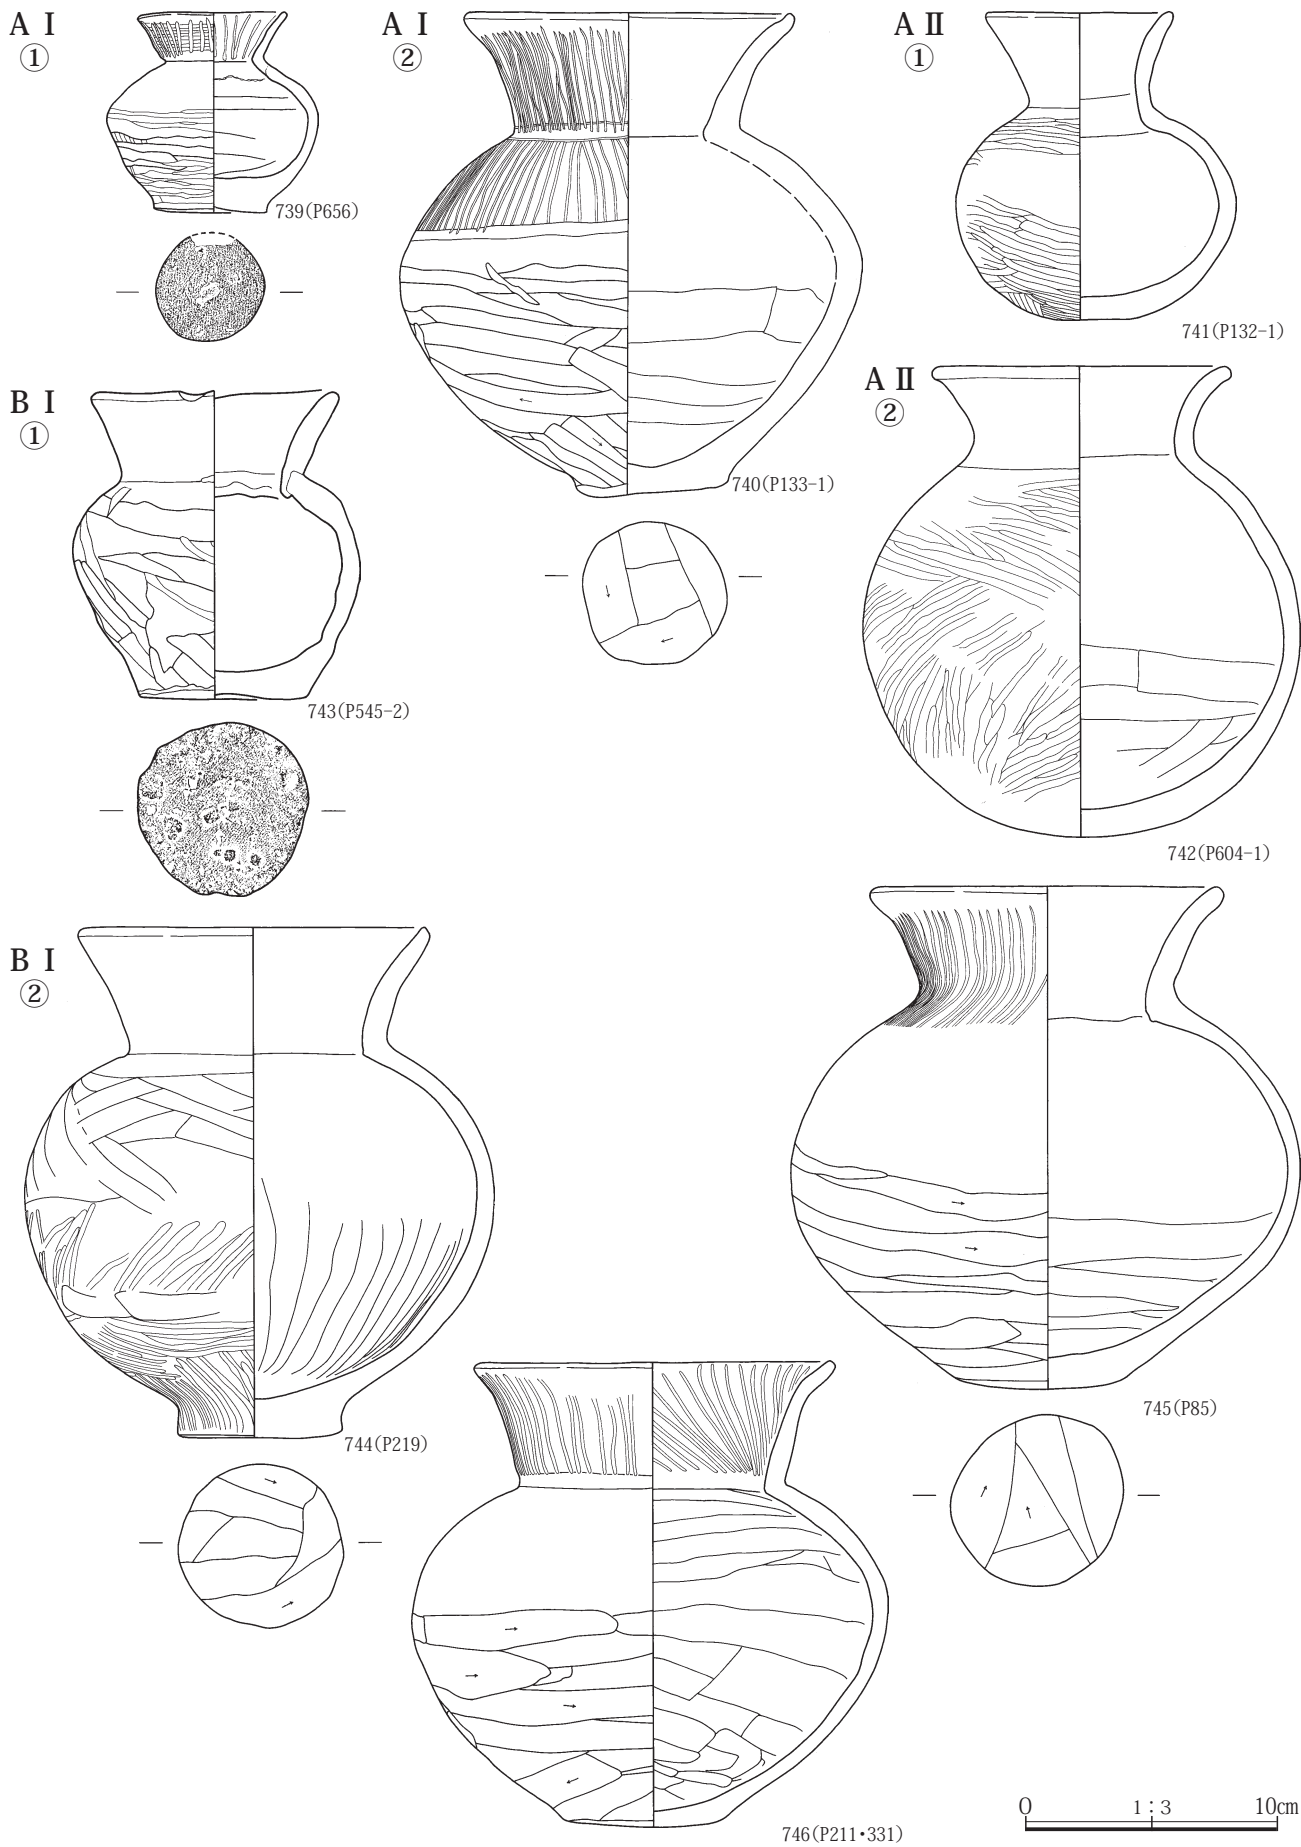 A Ⅰ
①
739(P656)
A Ⅰ
②
740(P133-1)
A Ⅱ
①
741(P132-1)
A Ⅱ
②
742(P604-1)
B Ⅰ
①
743(P545-2)
B Ⅰ
②
744(P219)
745(P85)
746(P211・331)
0 1:3 10cm